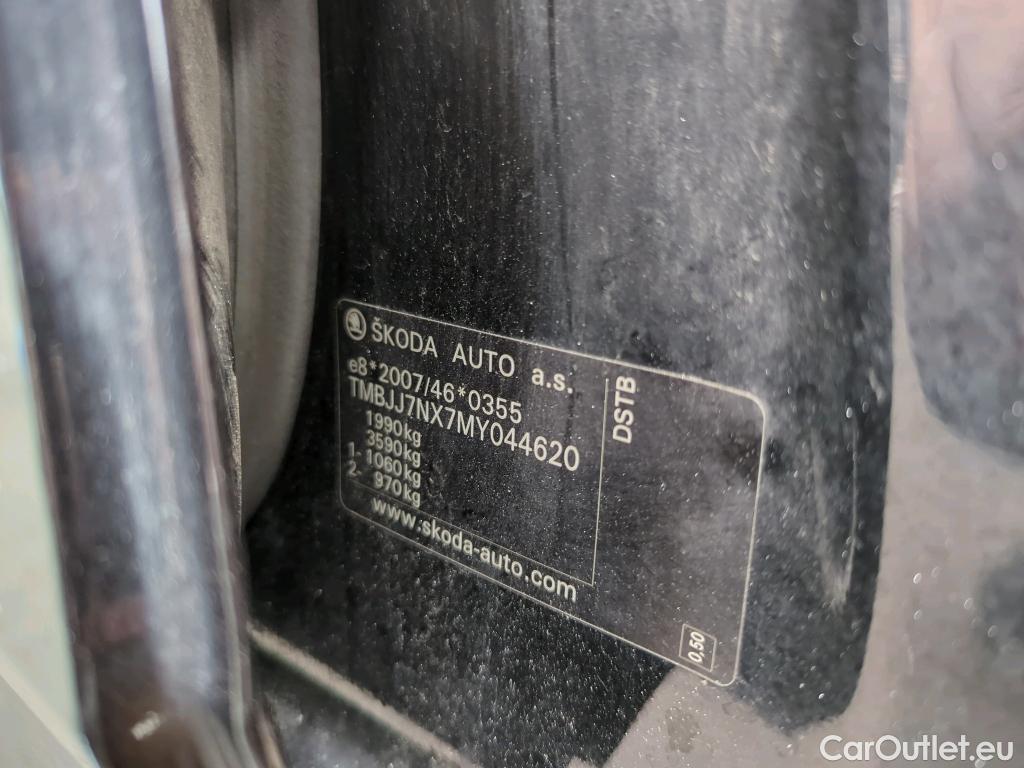 ŠKODA AUTO a.s.
e8*2007/46*0355
TMBJJ7NX7MY044620
1990kg
3590kg
1- 1060kg
2- 970kg
www.skoda-auto.com
DSTB
0,50
CarOutlet.eu